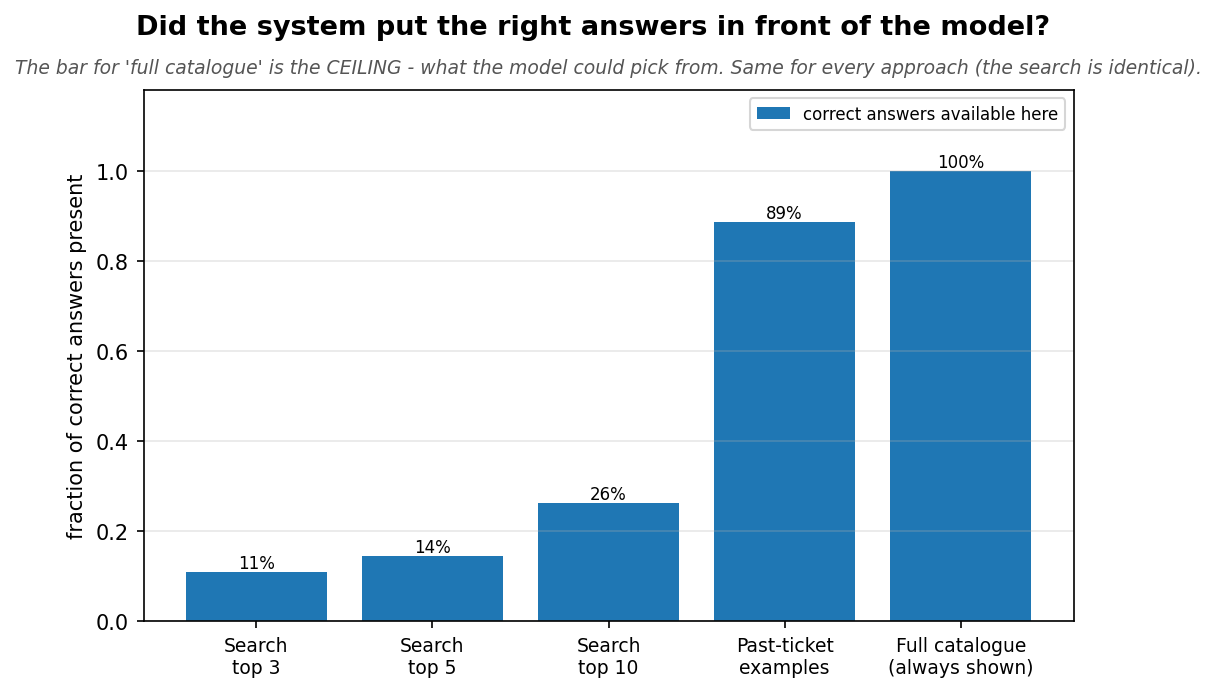 Did the system put the right answers in front of the model?
The bar for 'full catalogue' is the CEILING - what the model could pick from. Same for every approach (the search is identical).
correct answers available here
fraction of correct answers present
1.0
0.8
0.6
0.4
0.2
0.0
11%
14%
26%
89%
100%
Search
top 3
Search
top 5
Search
top 10
Past-ticket
examples
Full catalogue
(always shown)